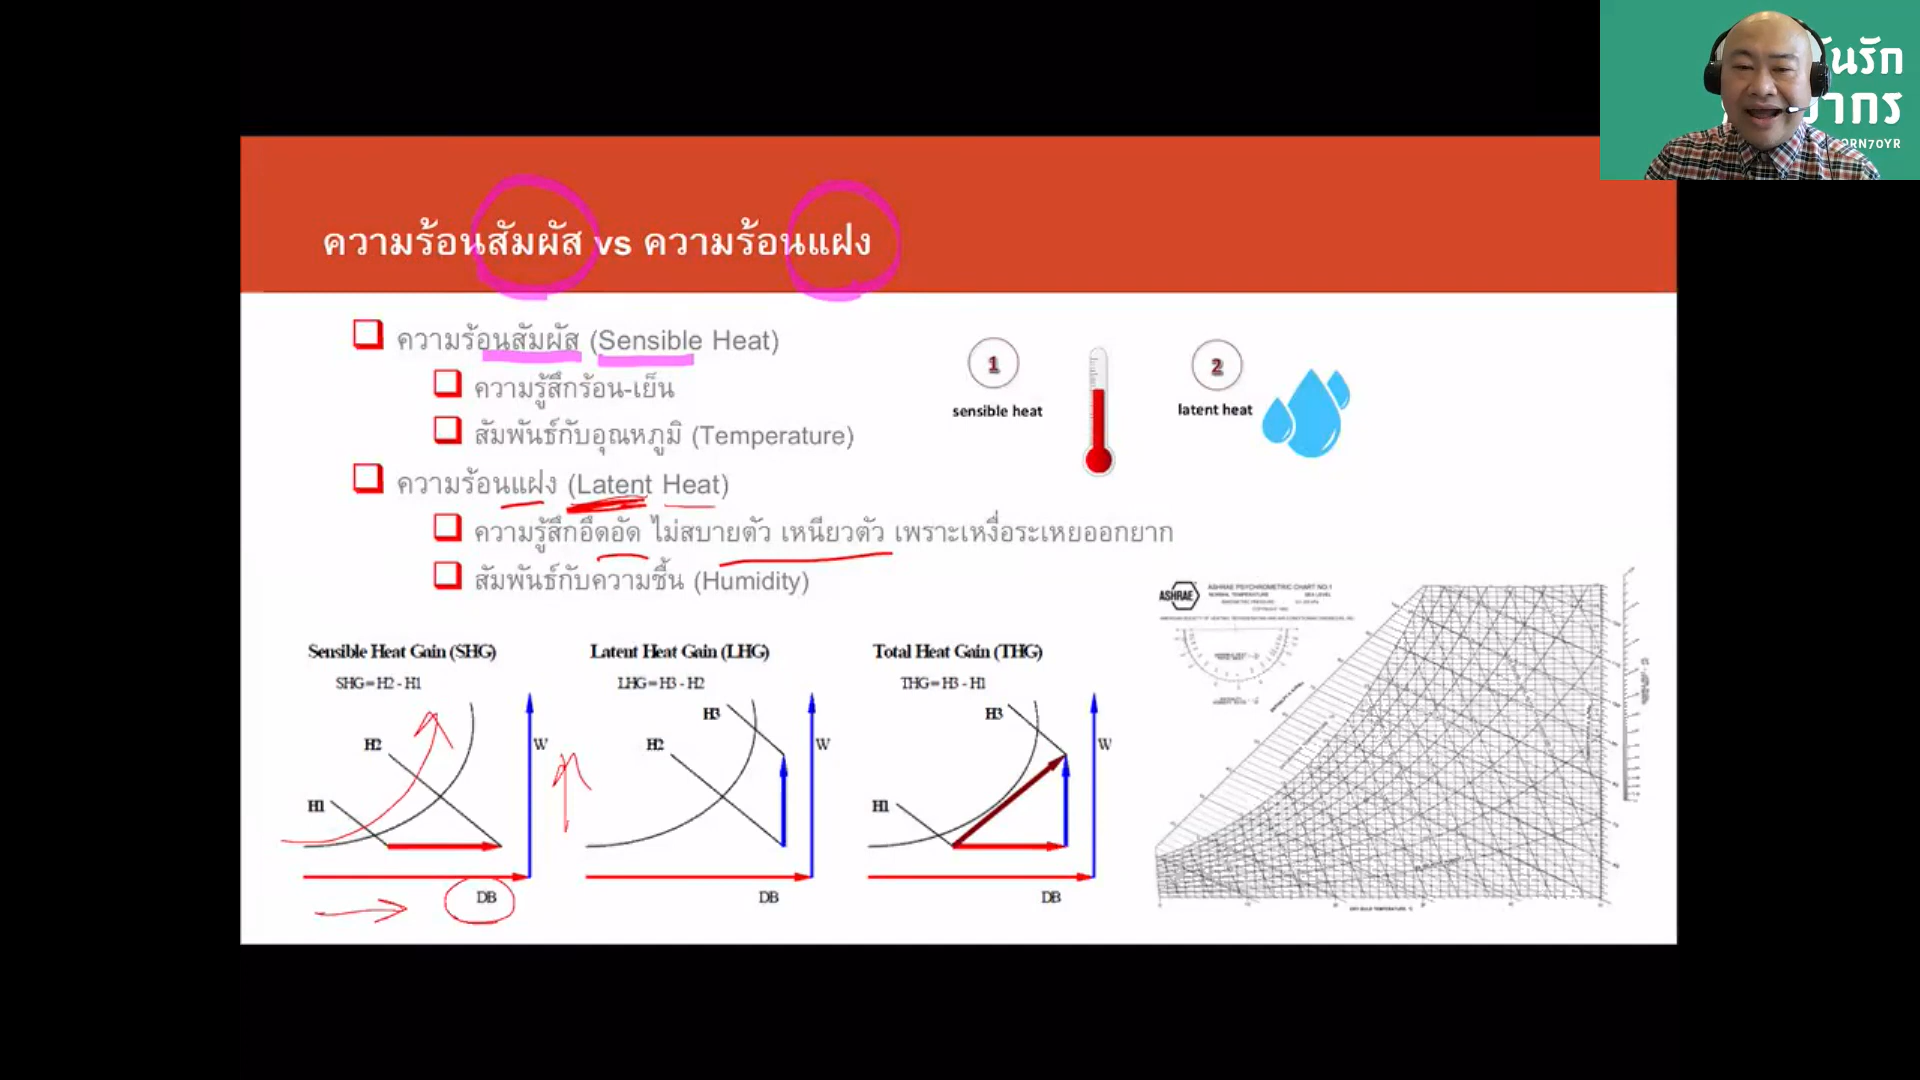 ันรัก
ากร
ORN70YR
ความร้อนสัมผัส vs ความร้อนแฝง
ความร้อนสัมผัส (Sensible Heat)
ความรู้สึกร้อน-เย็น
สัมพันธ์กับอุณหภูมิ (Temperature)
ความร้อนแฝง (Latent Heat)
ความรู้สึกอึดอัด ไม่สบายตัว เหนียวตัว เพราะเหงื่อระเหยออกยาก
สัมพันธ์กับความชื้น (Humidity)
1
sensible heat
2
latent heat
Sensible Heat Gain (SHG)
SHG = H2 - H1
H2
H1
W
DB
Latent Heat Gain (LHG)
LHG = H3 - H2
H3
H2
W
DB
Total Heat Gain (THG)
THG = H3 - H1
H3
H1
W
DB
ASHRAE
ASHRAE PSYCHROMETRIC CHART NO.1
NORMAL TEMPERATURE
SEA LEVEL
DRY BULB TEMPERATURE °C